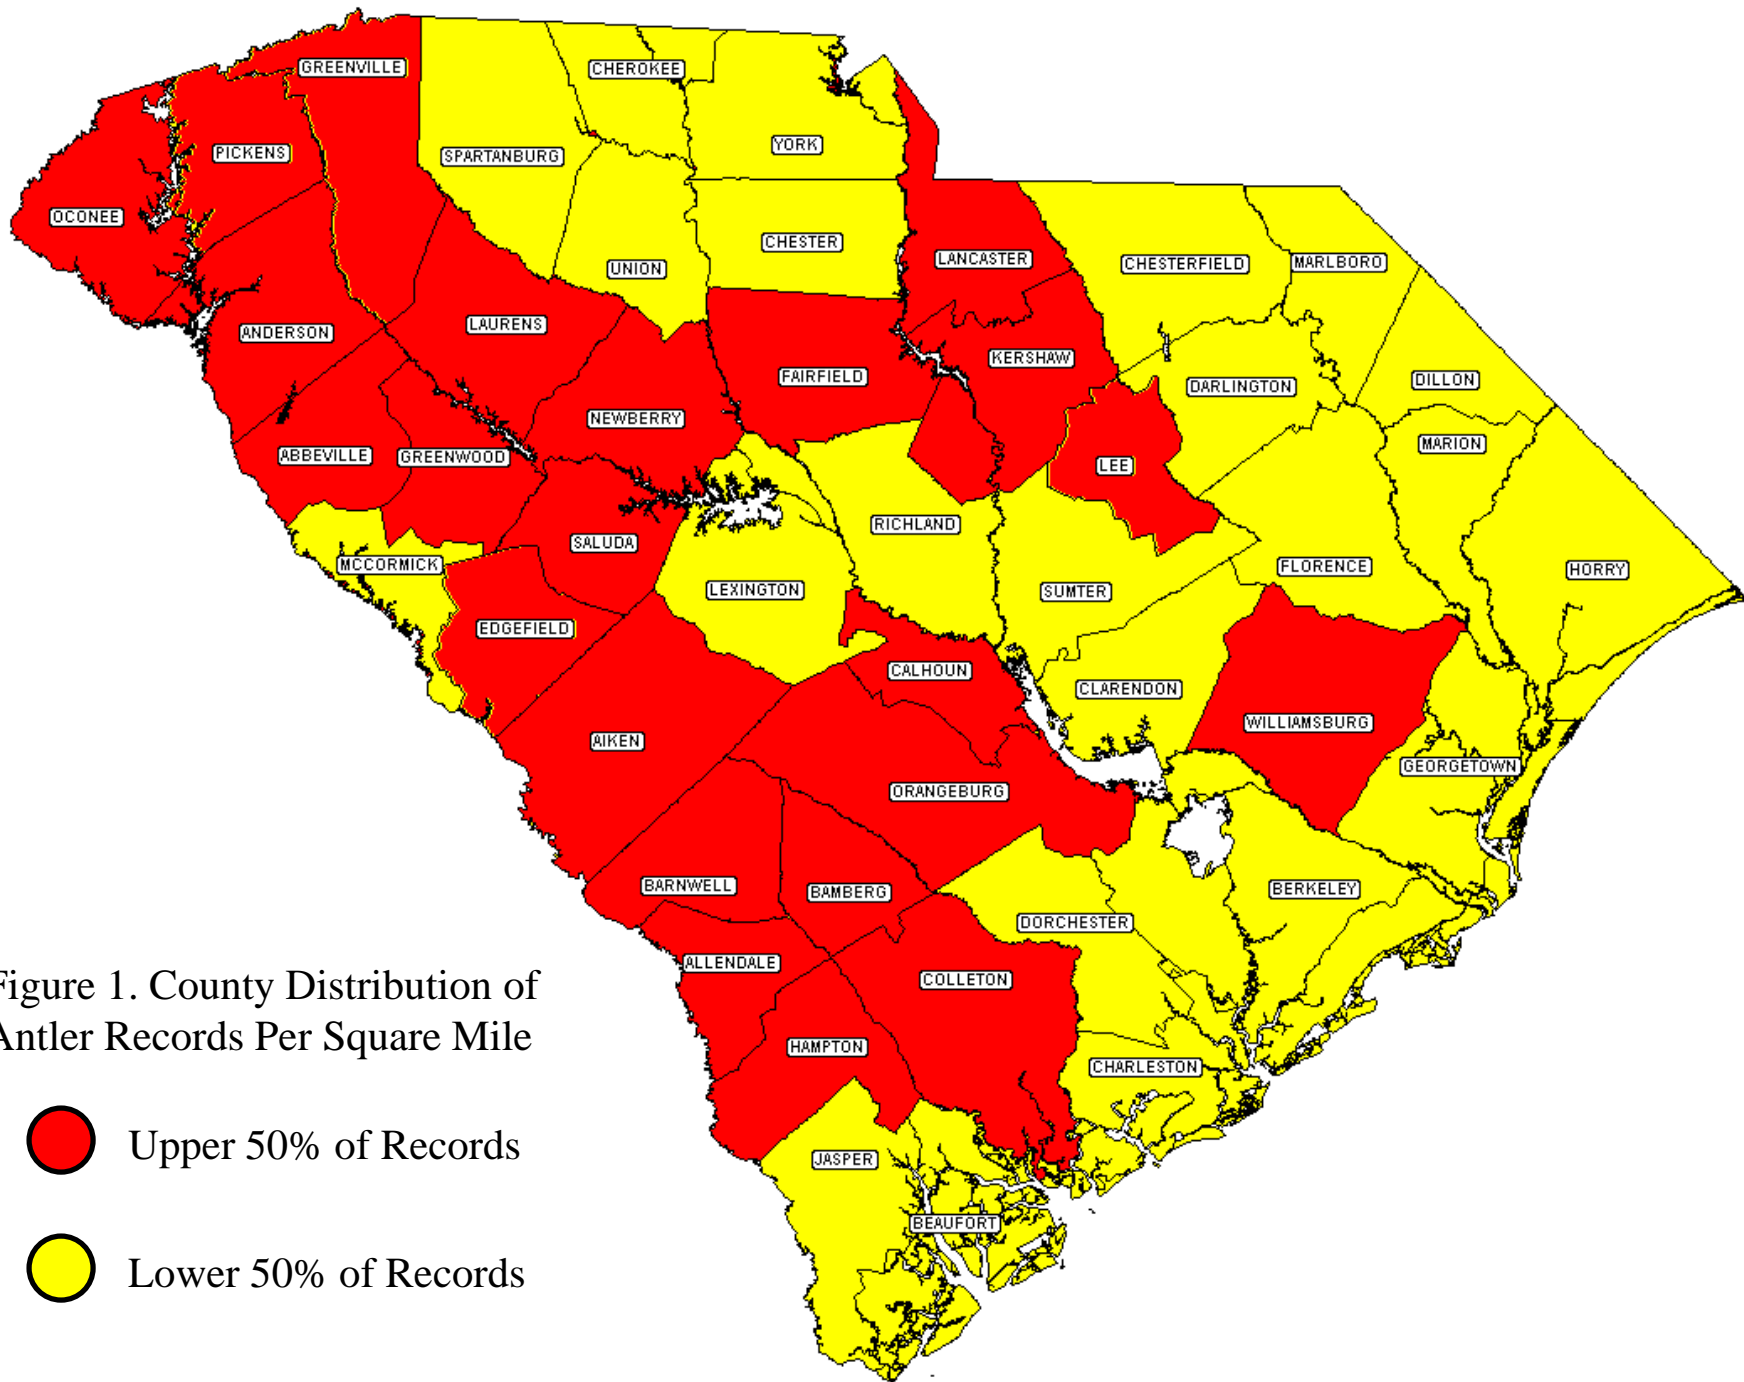 GREENVILLE
CHEROKEE
PICKENS
SPARTANBURG
YORK
OCONEE
CHESTER
UNION
LANCASTER
CHESTERFIELD
MARLBORO
ANDERSON
LAURENS
KERSHAW
FAIRFIELD
DARLINGTON
DILLON
NEWBERRY
ABBEVILLE
GREENWOOD
MARION
LEE
RICHLAND
SALUDA
MCCORMICK
LEXINGTON
SUMTER
FLORENCE
HORRY
EDGEFIELD
CALHOUN
CLARENDON
WILLIAMSBURG
AIKEN
GEORGETOWN
ORANGEBURG
BARNWELL
BAMBERG
BERKELEY
DORCHESTER
ALLENDALE
COLLETON
HAMPTON
CHARLESTON
JASPER
BEAUFORT
Figure 1. County Distribution of
Antler Records Per Square Mile
Upper 50% of Records
Lower 50% of Records